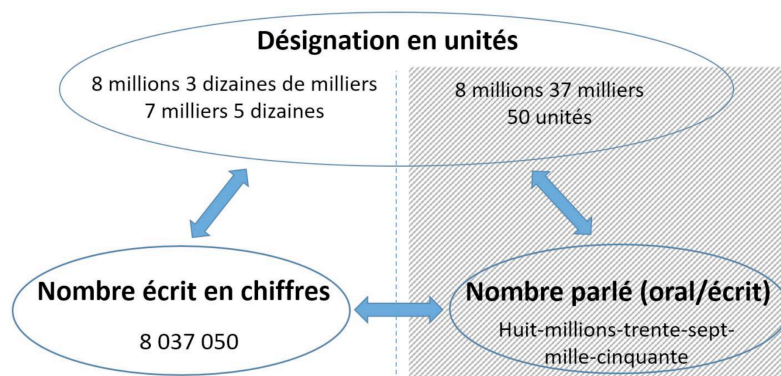 Désignation en unités
8 millions 3 dizaines de milliers
7 milliers 5 dizaines
8 millions 37 milliers
50 unités
Nombre écrit en chiffres
8 037 050
Nombre parlé (oral/écrit)
Huit-millions-trente-sept-
mille-cinquante